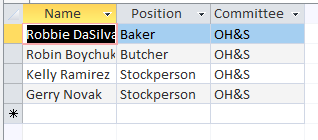 Name Position Committee
Robbie DaSilva Baker OH&S
Robin Boychuk Butcher OH&S
Kelly Ramirez Stockperson OH&S
Gerry Novak Stockperson OH&S